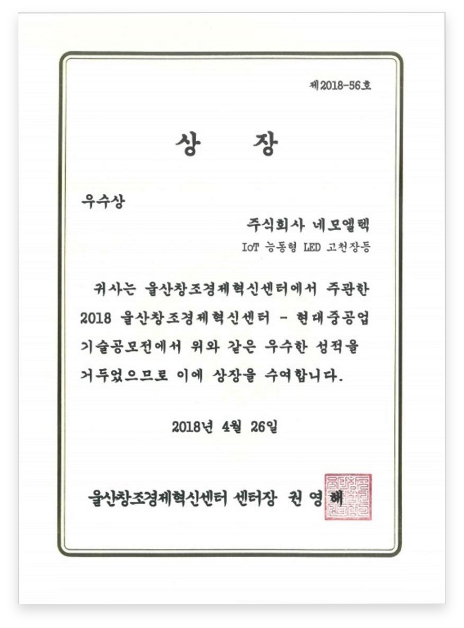 제2018-56호
상 장
우수상
주식회사 네모엘텍
IoT 능동형 LED 고천장등
귀사는 울산창조경제혁신센터에서 주관한
2018 울산창조경제혁신센터 - 현대중공업
기술공모전에서 위와 같은 우수한 성적을
거두었으므로 이에 상장을 수여합니다.
2018년 4월 26일
울산창조경제혁신센터 센터장 권영해